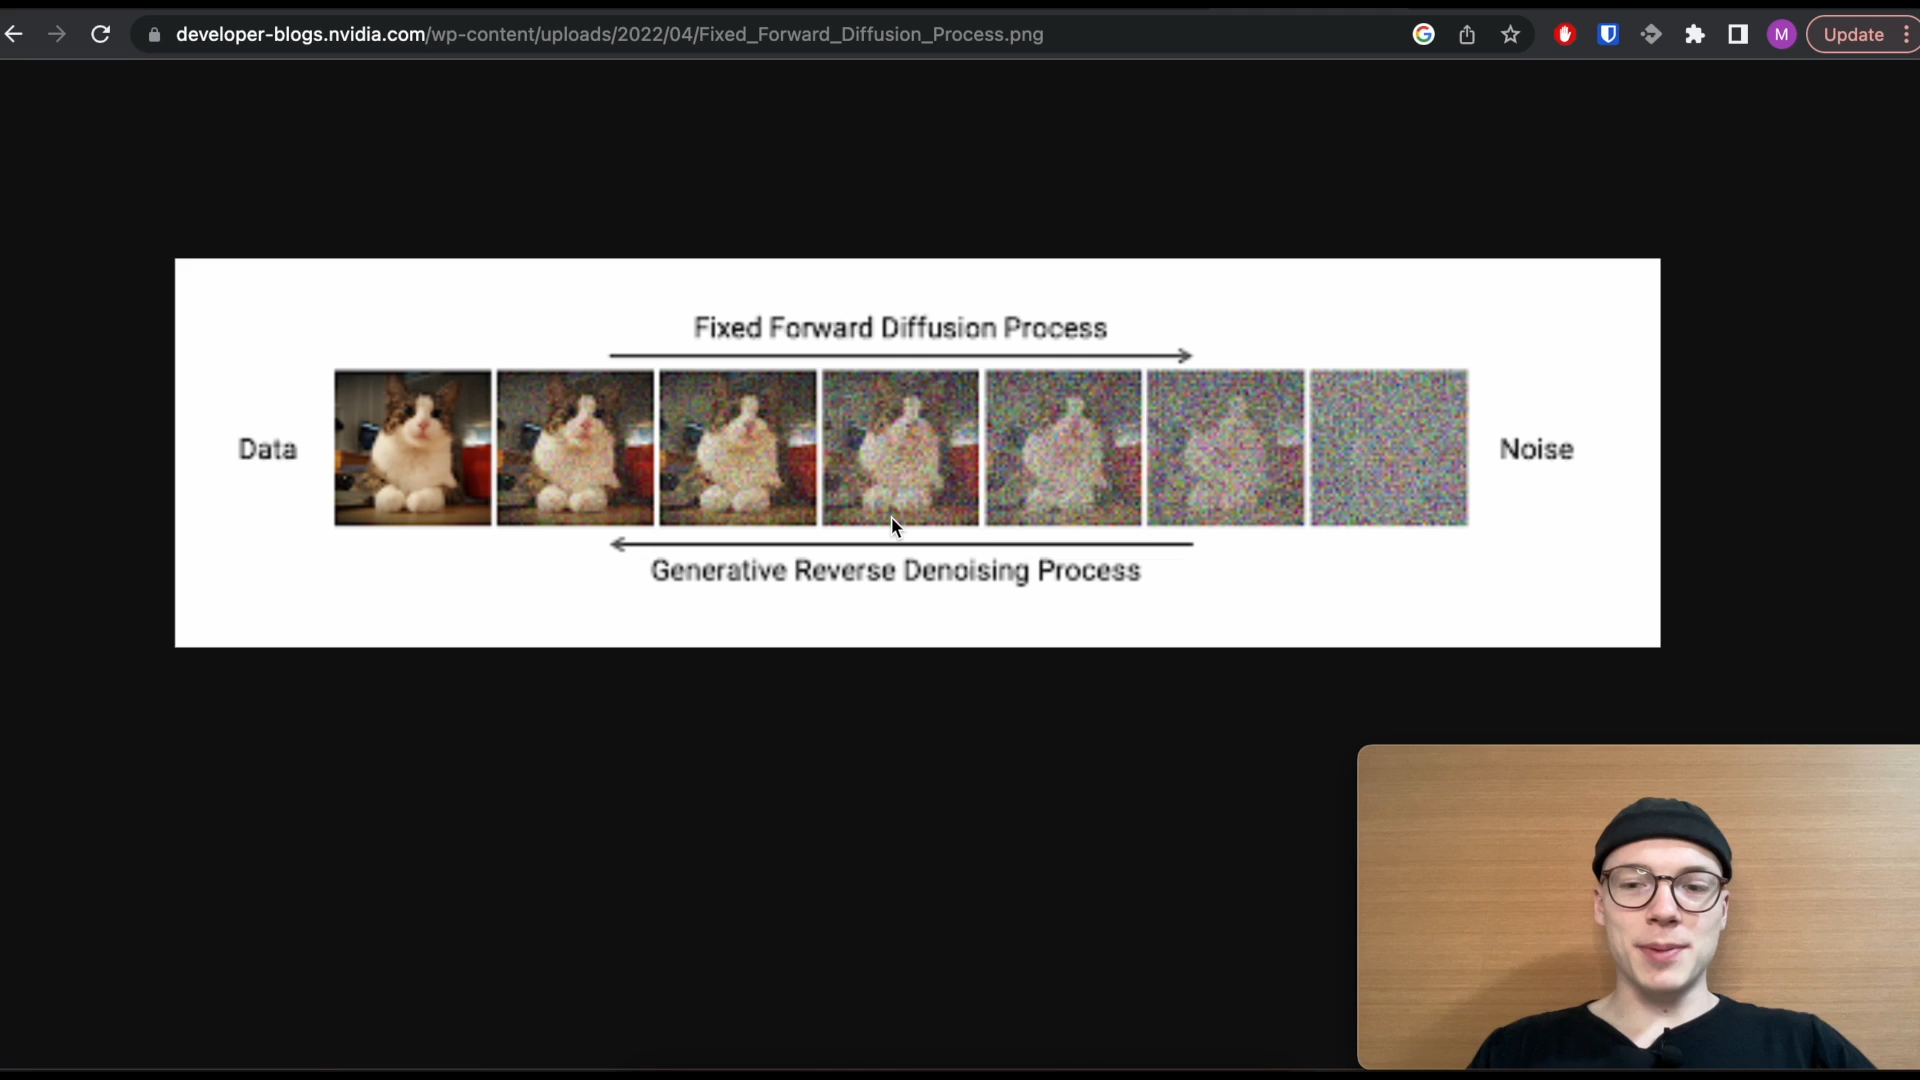 developer-blogs.nvidia.com/wp-content/uploads/2022/04/Fixed_Forward_Diffusion_Process.png
M
Update
Fixed Forward Diffusion Process
Data
Noise
Generative Reverse Denoising Process